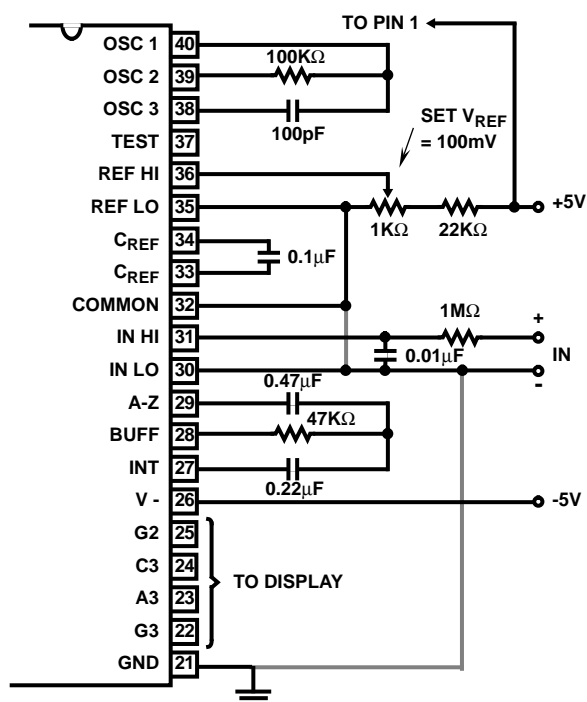 TO PIN 1
OSC 1 40
100KΩ
OSC 2 39
OSC 3 38
100pF
SET VREF
= 100mV
TEST 37
REF HI 36
REF LO 35
1KΩ 22KΩ +5V
CREF 34
0.1μF
CREF 33
COMMON 32
1MΩ
IN HI 31 +
0.01μF IN
IN LO 30 -
0.47μF
A-Z 29
47KΩ
BUFF 28
INT 27
0.22μF
V - 26 -5V
G2 25
C3 24
TO DISPLAY
A3 23
G3 22
GND 21